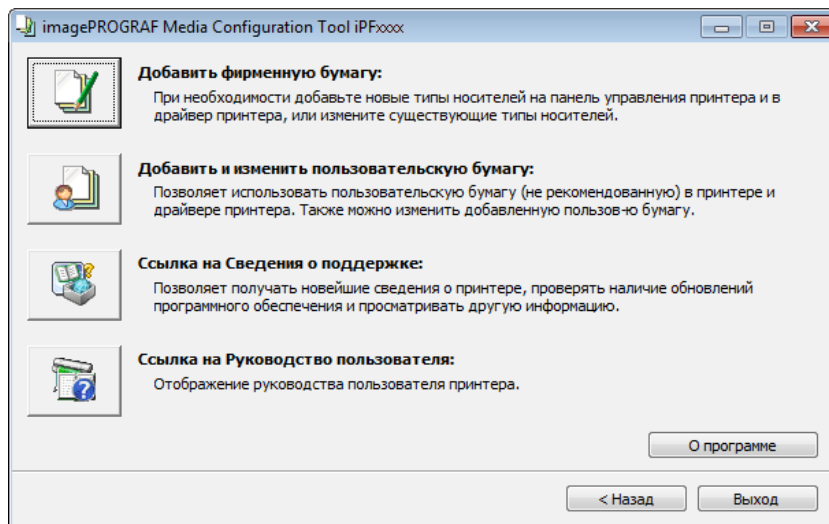 imagePROGRAF Media Configuration Tool iPFxxxx
Добавить фирменную бумагу:
При необходимости добавьте новые типы носителей на панель управления принтера и в
драйвер принтера, или измените существующие типы носителей.
Добавить и изменить пользовательскую бумагу:
Позволяет использовать пользовательскую бумагу (не рекомендованную) в принтере и
драйвере принтера. Также можно изменить добавленную пользов-ю бумагу.
Ссылка на Сведения о поддержке:
Позволяет получать новейшие сведения о принтере, проверять наличие обновлений
программного обеспечения и просматривать другую информацию.
Ссылка на Руководство пользователя:
Отображение руководства пользователя принтера.
О программе
< Назад
Выход